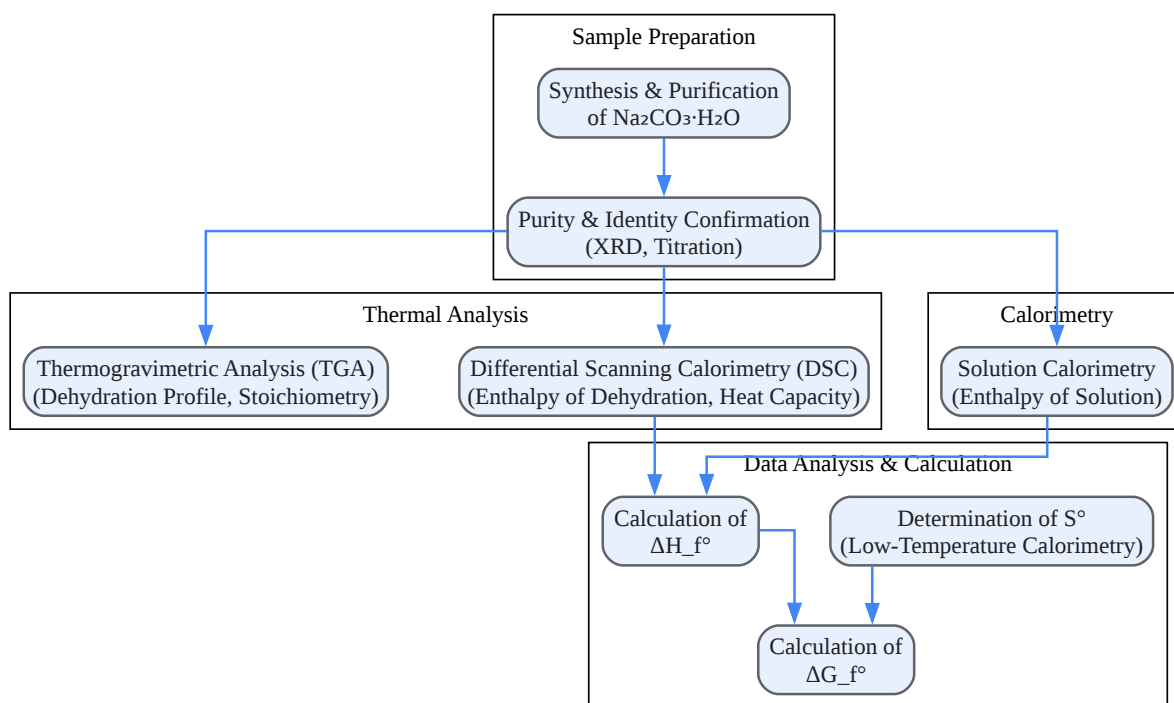 Sample Preparation
Synthesis & Purification
of Na₂CO₃·H₂O
Purity & Identity Confirmation
(XRD, Titration)
Thermal Analysis
Thermogravimetric Analysis (TGA)
(Dehydration Profile, Stoichiometry)
Differential Scanning Calorimetry (DSC)
(Enthalpy of Dehydration, Heat Capacity)
Calorimetry
Solution Calorimetry
(Enthalpy of Solution)
Data Analysis & Calculation
Calculation of
ΔH_f°
Determination of S°
(Low-Temperature Calorimetry)
Calculation of
ΔG_f°